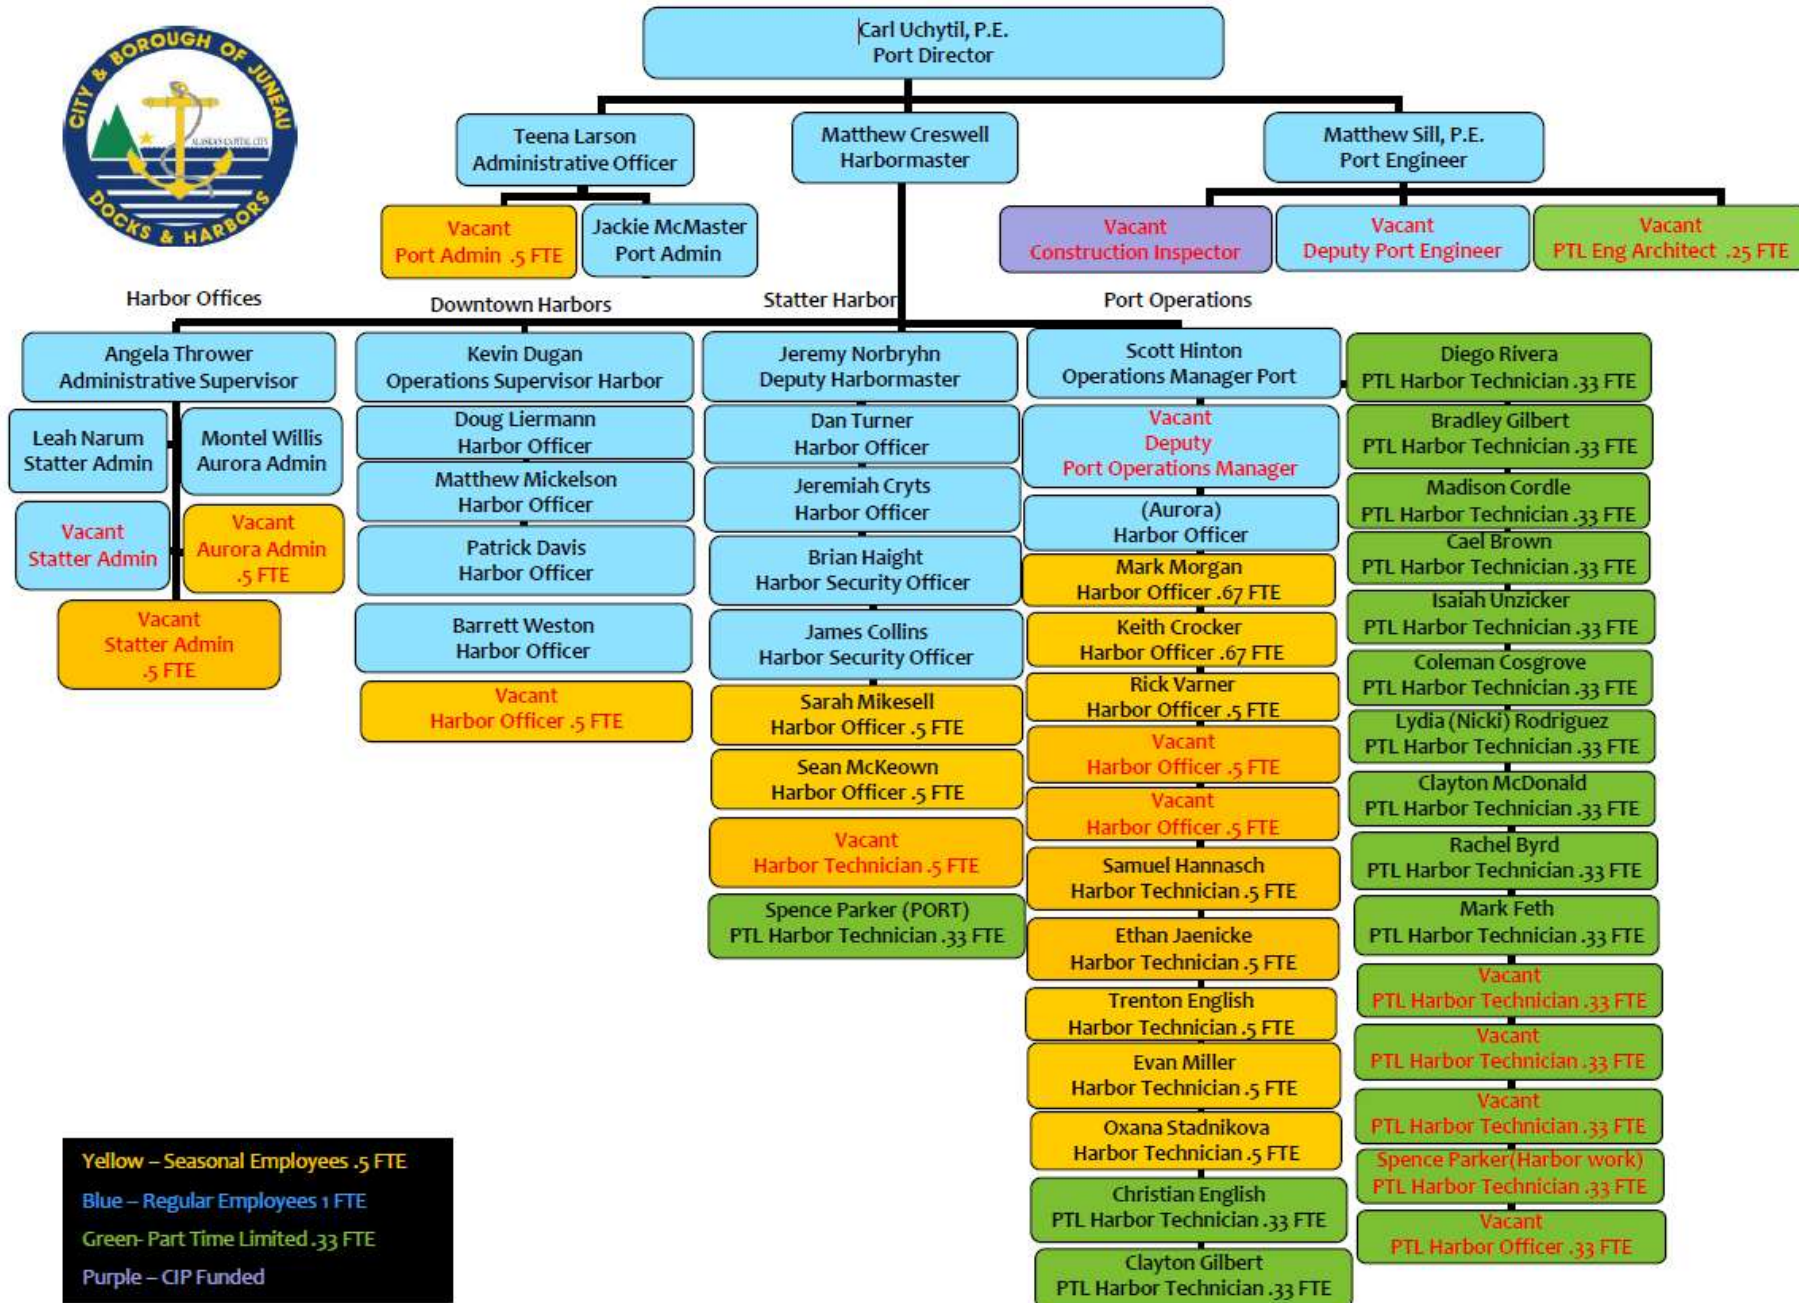 CITY & BOROUGH OF JUNEAU
ALASKA'S CAPITAL CITY
DOCKS & HARBORS
Carl Uchytil, P.E.
Port Director
Teena Larson
Administrative Officer
Matthew Creswell
Harbormaster
Matthew Sill, P.E.
Port Engineer
Vacant
Port Admin .5 FTE
Jackie McMaster
Port Admin
Vacant
Construction Inspector
Vacant
Deputy Port Engineer
Vacant
PTL Eng Architect .25 FTE
Harbor Offices
Downtown Harbors
Statter Harbor
Port Operations
Angela Thrower
Administrative Supervisor
Leah Narum
Statter Admin
Montel Willis
Aurora Admin
Vacant
Statter Admin
Vacant
Aurora Admin
.5 FTE
Vacant
Statter Admin
.5 FTE
Kevin Dugan
Operations Supervisor Harbor
Doug Liermann
Harbor Officer
Matthew Mickelson
Harbor Officer
Patrick Davis
Harbor Officer
Barrett Weston
Harbor Officer
Vacant
Harbor Officer .5 FTE
Jeremy Norbryhn
Deputy Harbormaster
Dan Turner
Harbor Officer
Jeremiah Cryts
Harbor Officer
Brian Haight
Harbor Security Officer
James Collins
Harbor Security Officer
Sarah Mikesell
Harbor Officer .5 FTE
Sean McKeown
Harbor Officer .5 FTE
Vacant
Harbor Technician .5 FTE
Spence Parker (PORT)
PTL Harbor Technician .33 FTE
Scott Hinton
Operations Manager Port
Vacant
Deputy
Port Operations Manager
(Aurora)
Harbor Officer
Mark Morgan
Harbor Officer .67 FTE
Keith Crocker
Harbor Officer .67 FTE
Rick Varner
Harbor Officer .5 FTE
Vacant
Harbor Officer .5 FTE
Vacant
Harbor Officer .5 FTE
Samuel Hannasch
Harbor Technician .5 FTE
Ethan Jaenicke
Harbor Technician .5 FTE
Trenton English
Harbor Technician .5 FTE
Evan Miller
Harbor Technician .5 FTE
Oxana Stadnikova
Harbor Technician .5 FTE
Christian English
PTL Harbor Technician .33 FTE
Clayton Gilbert
PTL Harbor Technician .33 FTE
Diego Rivera
PTL Harbor Technician .33 FTE
Bradley Gilbert
PTL Harbor Technician .33 FTE
Madison Cordle
PTL Harbor Technician .33 FTE
Cael Brown
PTL Harbor Technician .33 FTE
Isaiah Unzicker
PTL Harbor Technician .33 FTE
Coleman Cosgrove
PTL Harbor Technician .33 FTE
Lydia (Nicki) Rodriguez
PTL Harbor Technician .33 FTE
Clayton McDonald
PTL Harbor Technician .33 FTE
Rachel Byrd
PTL Harbor Technician .33 FTE
Mark Feth
PTL Harbor Technician .33 FTE
Vacant
PTL Harbor Technician .33 FTE
Vacant
PTL Harbor Technician .33 FTE
Vacant
PTL Harbor Technician .33 FTE
Spence Parker(Harbor work)
PTL Harbor Technician .33 FTE
Vacant
PTL Harbor Officer .33 FTE
Yellow – Seasonal Employees .5 FTE
Blue – Regular Employees 1 FTE
Green- Part Time Limited .33 FTE
Purple – CIP Funded